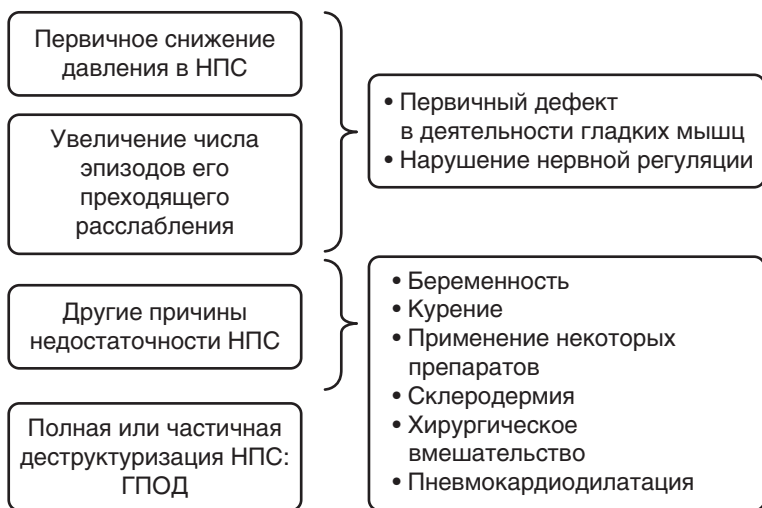 Первичное снижение
давления в НПС
Увеличение числа
эпизодов его
преходящего
расслабления
Другие причины
недостаточности НПС
Полная или частичная
деструктуризация НПС:
ГПОД
• Первичный дефект
в деятельности гладких мышц
• Нарушение нервной регуляции
• Беременность
• Курение
• Применение некоторых
препаратов
• Склеродермия
• Хирургическое
вмешательство
• Пневмокардиодилатация